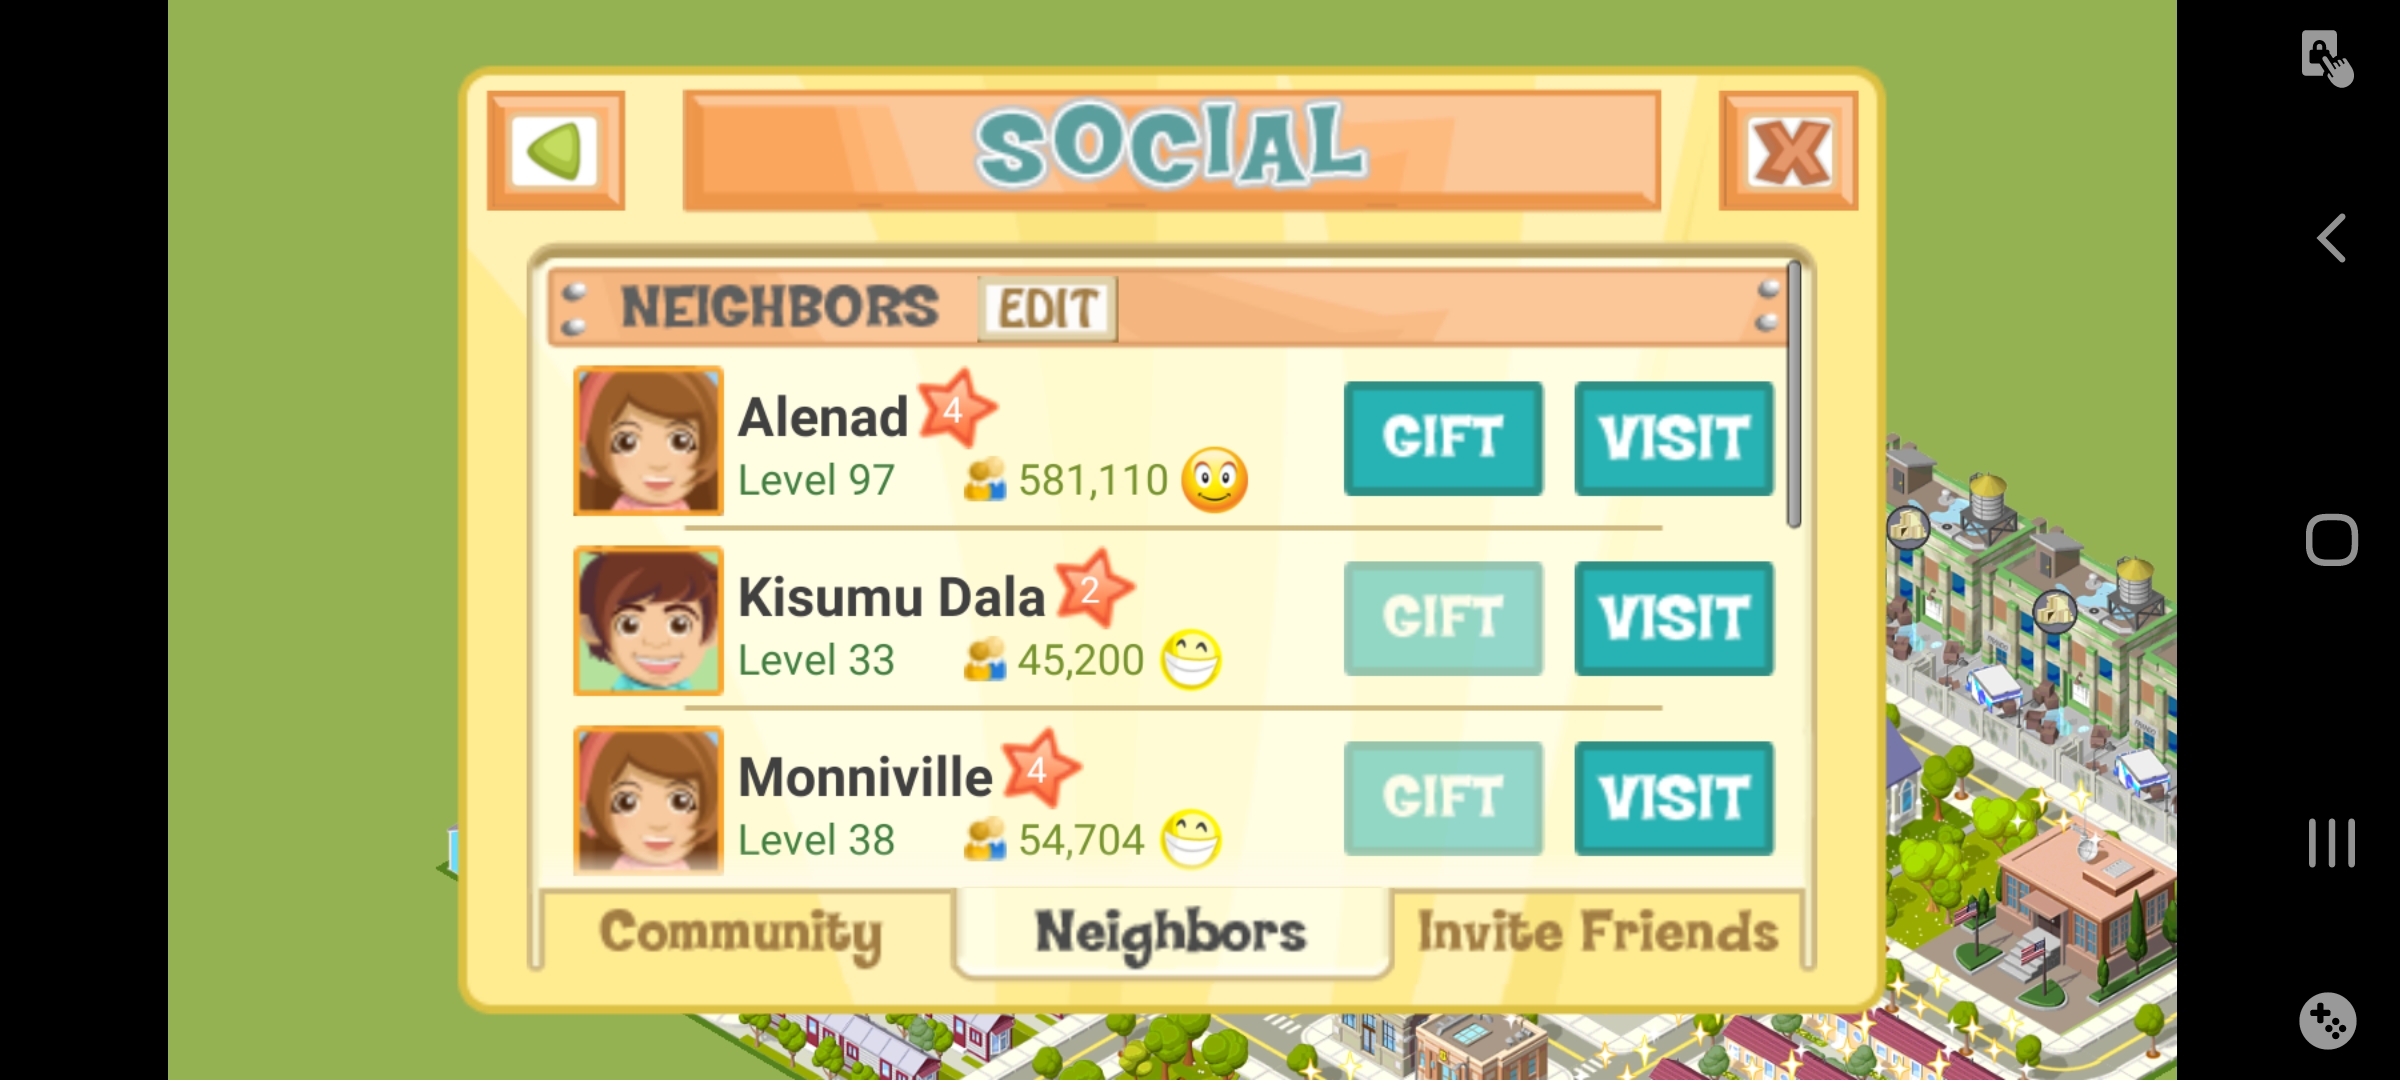 SOCIAL
NEIGHBORS EDIT
Alenad 4
Level 97 581,110
GIFT VISIT
Kisumu Dala 2
Level 33 45,200
GIFT VISIT
Monniville 4
Level 38 54,704
GIFT VISIT
Community Neighbors Invite Friends